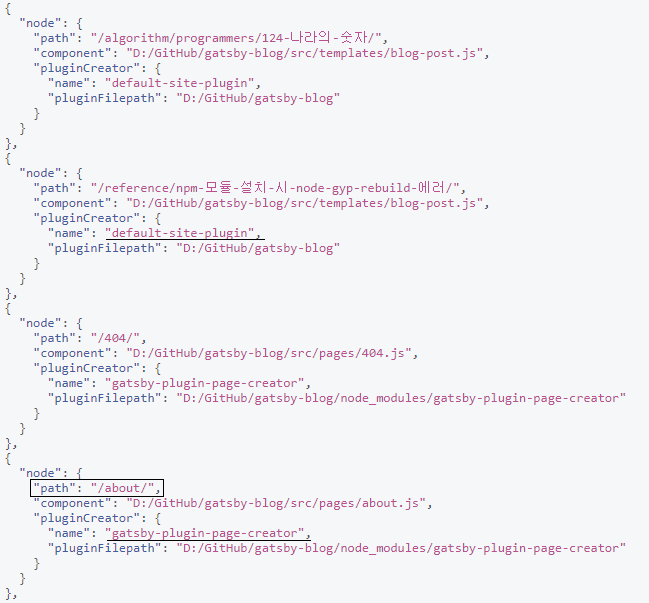 {
  "node": {
    "path": "/algorithm/programmers/124-나라의-숫자/",
    "component": "D:/GitHub/gatsby-blog/src/templates/blog-post.js",
    "pluginCreator": {
      "name": "default-site-plugin",
      "pluginFilepath": "D:/GitHub/gatsby-blog"
    }
  }
},
{
  "node": {
    "path": "/reference/npm-모듈-설치-시-node-gyp-rebuild-에러/",
    "component": "D:/GitHub/gatsby-blog/src/templates/blog-post.js",
    "pluginCreator": {
      "name": "default-site-plugin",
      "pluginFilepath": "D:/GitHub/gatsby-blog"
    }
  }
},
{
  "node": {
    "path": "/404/",
    "component": "D:/GitHub/gatsby-blog/src/pages/404.js",
    "pluginCreator": {
      "name": "gatsby-plugin-page-creator",
      "pluginFilepath": "D:/GitHub/gatsby-blog/node_modules/gatsby-plugin-page-creator"
    }
  }
},
{
  "node": {
    "path": "/about/",
    "component": "D:/GitHub/gatsby-blog/src/pages/about.js",
    "pluginCreator": {
      "name": "gatsby-plugin-page-creator",
      "pluginFilepath": "D:/GitHub/gatsby-blog/node_modules/gatsby-plugin-page-creator"
    }
  }
},